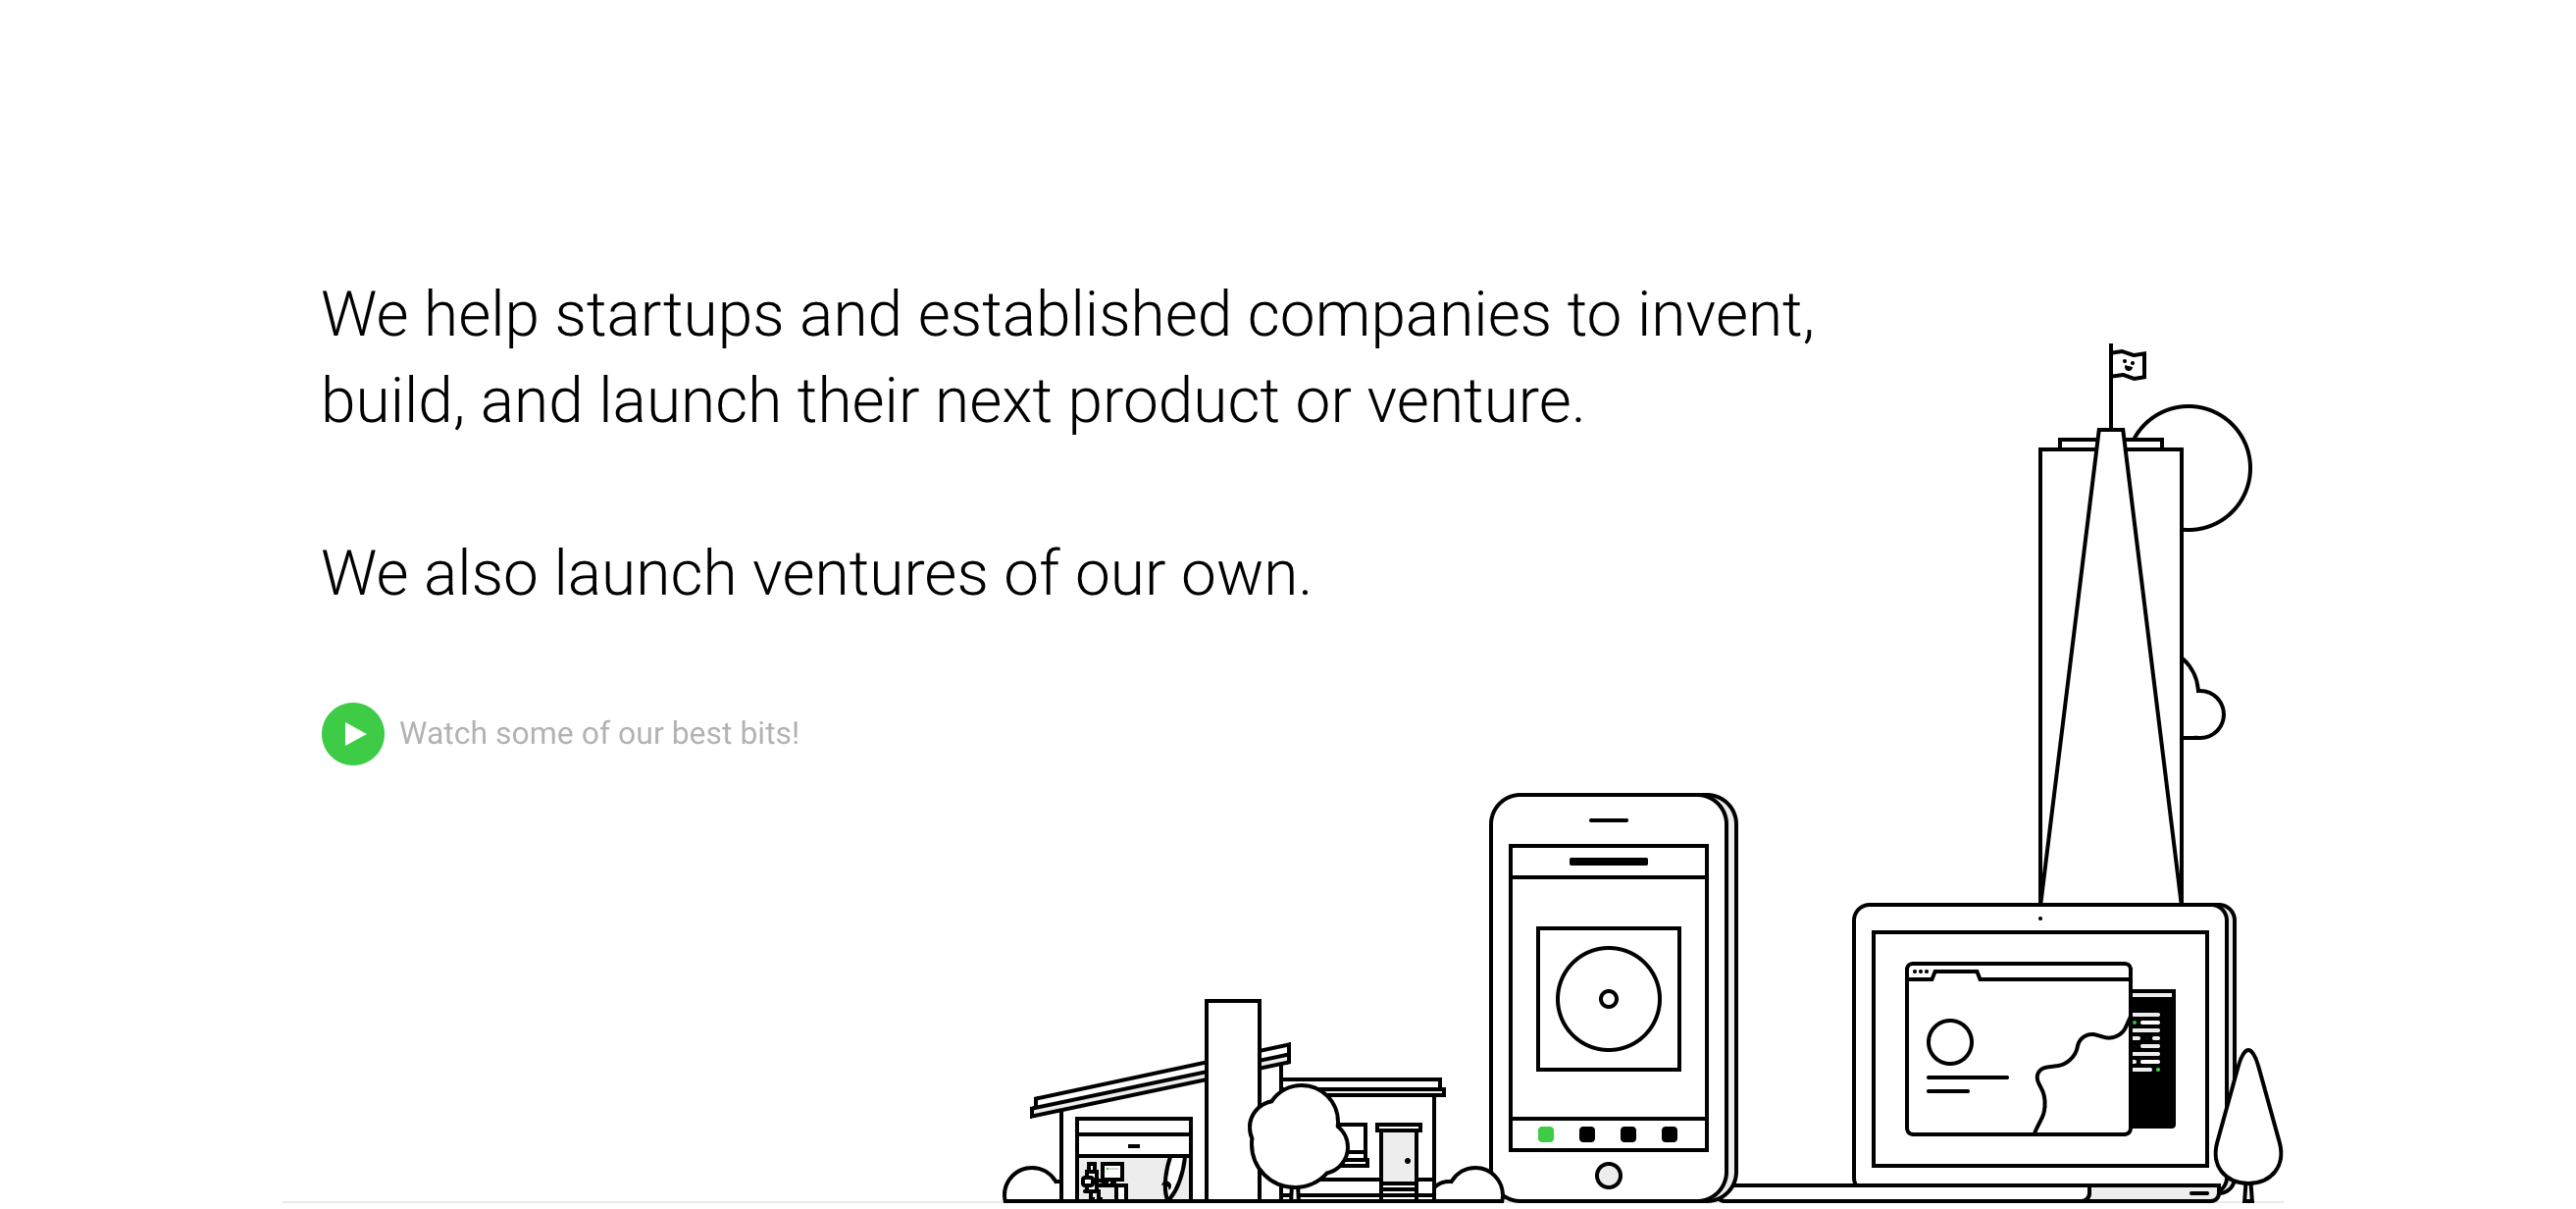 We help startups and established companies to invent,
build, and launch their next product or venture.
We also launch ventures of our own.
Watch some of our best bits!